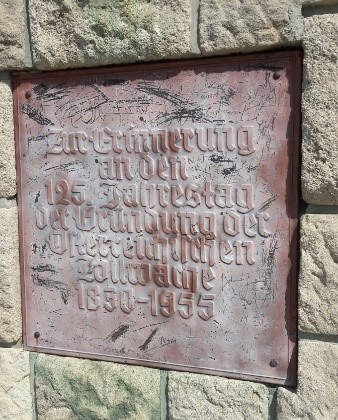 Zur Erinnerung
an den
125. Jahrestag
der Gründung der
Österreichischen
Zollwache
1830-1955